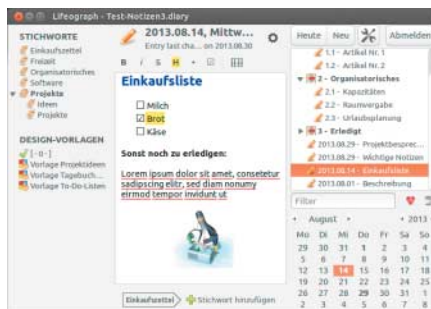 Lifeograph - Test-Notizen3.diary
STICHWORTE
Einkaufszettel
Freizeit
Organisatorisches
Software
Projekte
Ideen
Projekte
DESIGN-VORLAGEN
[ - 0 - ]
Vorlage Projektideen
Vorlage Tagebuch...
Vorlage To-Do-Listen
2013.08.14, Mittw...
Entry last cha... on 2013.08.30
B I S H
Einkaufsliste
Milch
Brot
Käse
Sonst noch zu erledigen:
Lorem ipsum dolor sit amet, consetetur
sadipscing elitr, sed diam nonumy
eirmod tempor invidunt ut
Einkaufszettel
Stichwort hinzufügen
Heute Neu Abmelden
1.1 - Artikel Nr. 1
1.2 - Artikel Nr. 2
2 - Organisatorisches
2.1 - Kapazitäten
2.2 - Raumvergabe
2.3 - Urlaubsplanung
3 - Erledigt
2013.08.29 - Projektbesprec...
2013.08.29 - Wichtige Notizen
2013.08.14 - Einkaufsliste
2013.08.01 - Beschreibung
Filter
August 2013
Mo Di Mi Do Fr Sa So
29 30 31 1 2 3 4
5 6 7 8 9 10 11
12 13 14 15 16 17 18
19 20 21 22 23 24 25
26 27 28 29 30 31 1
2 3 4 5 6 7 8